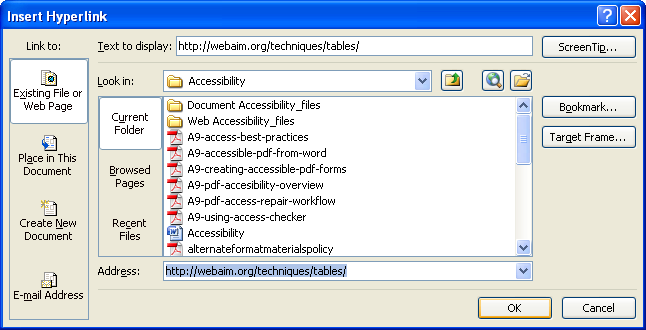 Insert Hyperlink
Link to:
Text to display: http://webaim.org/techniques/tables/
ScreenTip...
Existing File or
Web Page
Place in This
Document
Create New
Document
E-mail Address
Look in: Accessibility
Current
Folder
Browsed
Pages
Recent
Files
Document Accessibility_files
Web Accessibility_files
A9-access-best-practices
A9-accessible-pdf-from-word
A9-creating-accessible-pdf-forms
A9-pdf-accesibility-overview
A9-pdf-access-repair-workflow
A9-using-access-checker
Accessibility
alternateformatmaterialspolicy
Bookmark...
Target Frame...
Address: http://webaim.org/techniques/tables/
OK
Cancel